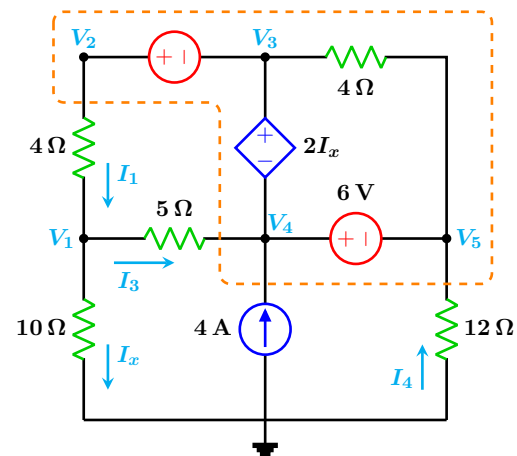 V₂ V₃
+ −
4 Ω
4 Ω
+
−
2Iₓ
I₁
5 Ω
6 V
V₁ V₄ + − V₅
I₃
10 Ω
4 A
12 Ω
Iₓ
I₄